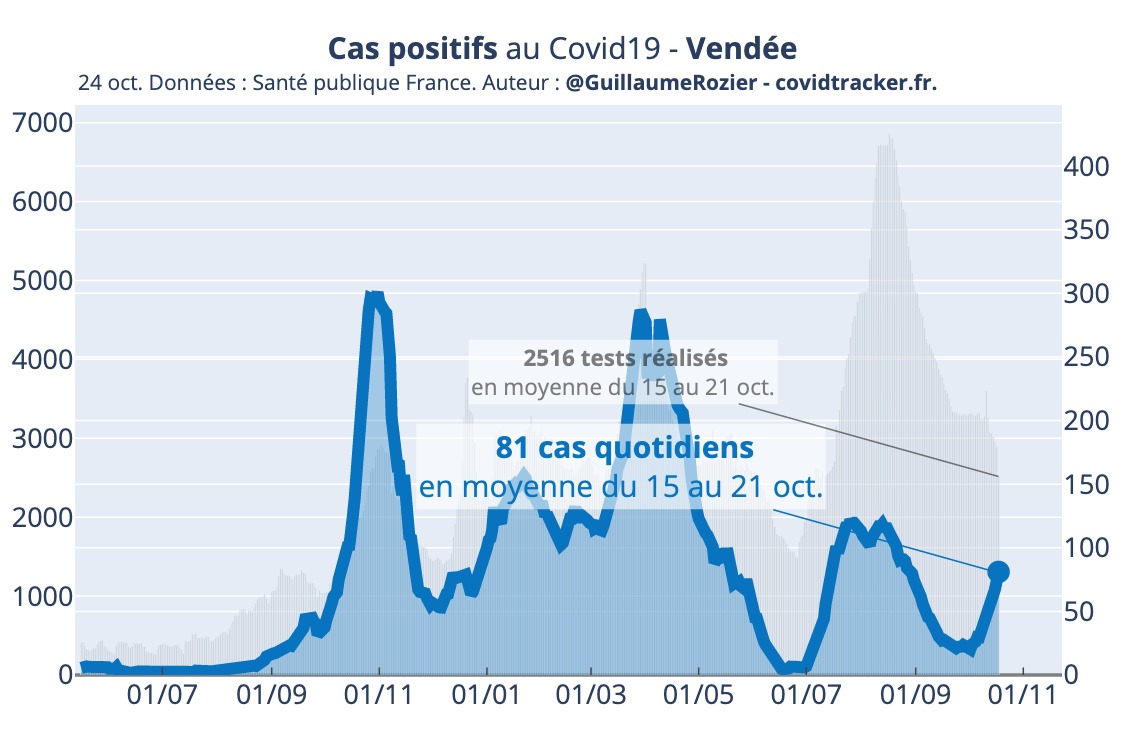 Cas positifs au Covid19 - Vendée
24 oct. Données : Santé publique France. Auteur : @GuillaumeRozier - covidtracker.fr.
7000
6000
5000
4000
3000
2000
1000
0
400
350
300
250
200
150
100
50
0
2516 tests réalisés
en moyenne du 15 au 21 oct.
81 cas quotidiens
en moyenne du 15 au 21 oct.
01/07 01/09 01/11 01/01 01/03 01/05 01/07 01/09 01/11